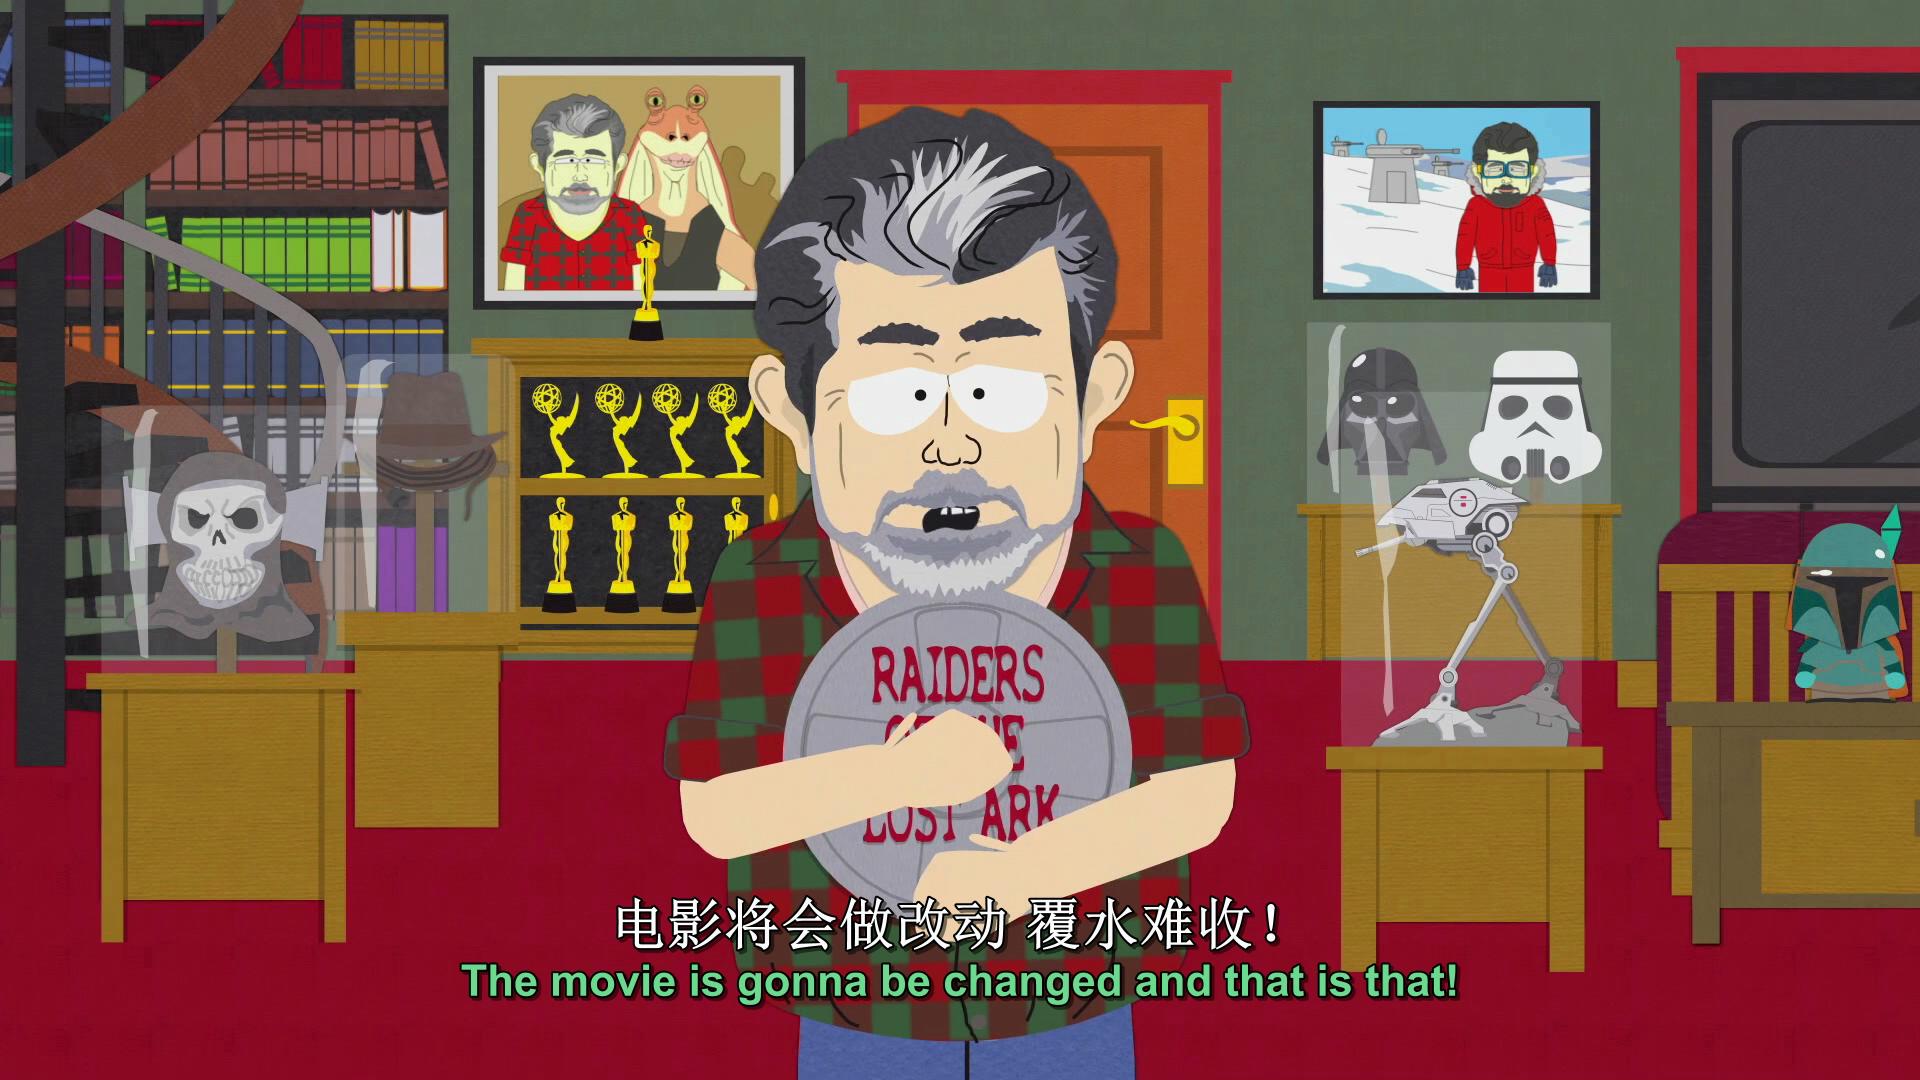 RAIDERS
THE
LOST ARK
电影将会做改动 覆水难收！
The movie is gonna be changed and that is that!